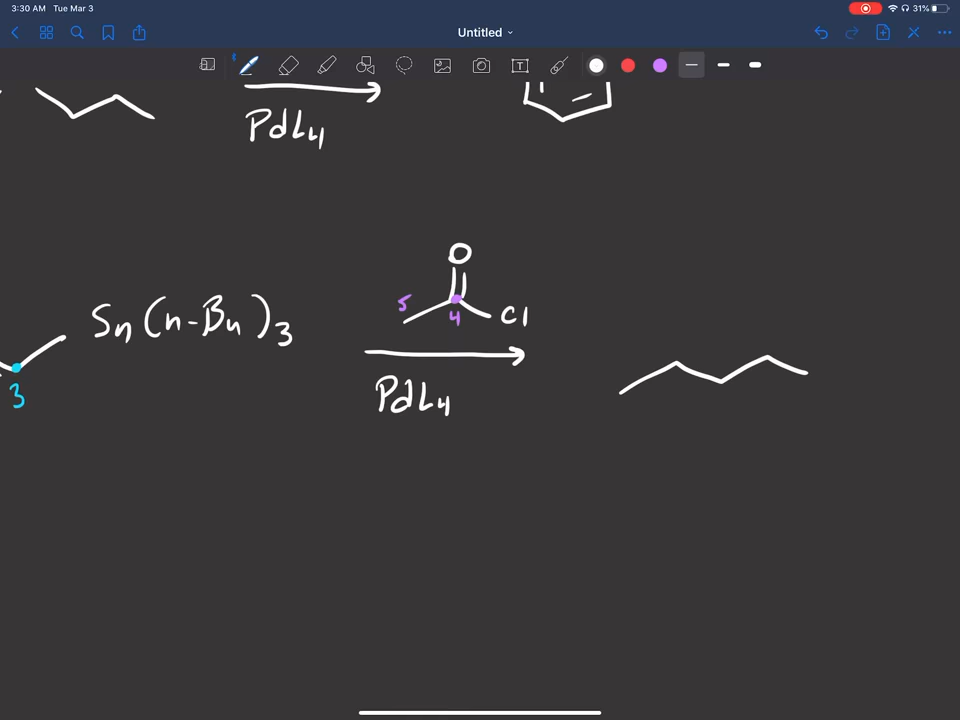 3:30 AM Tue Mar 3
31%
Untitled
T
PdL4
O
5
4
Cl
Sn(n-Bu)3
3
PdL4